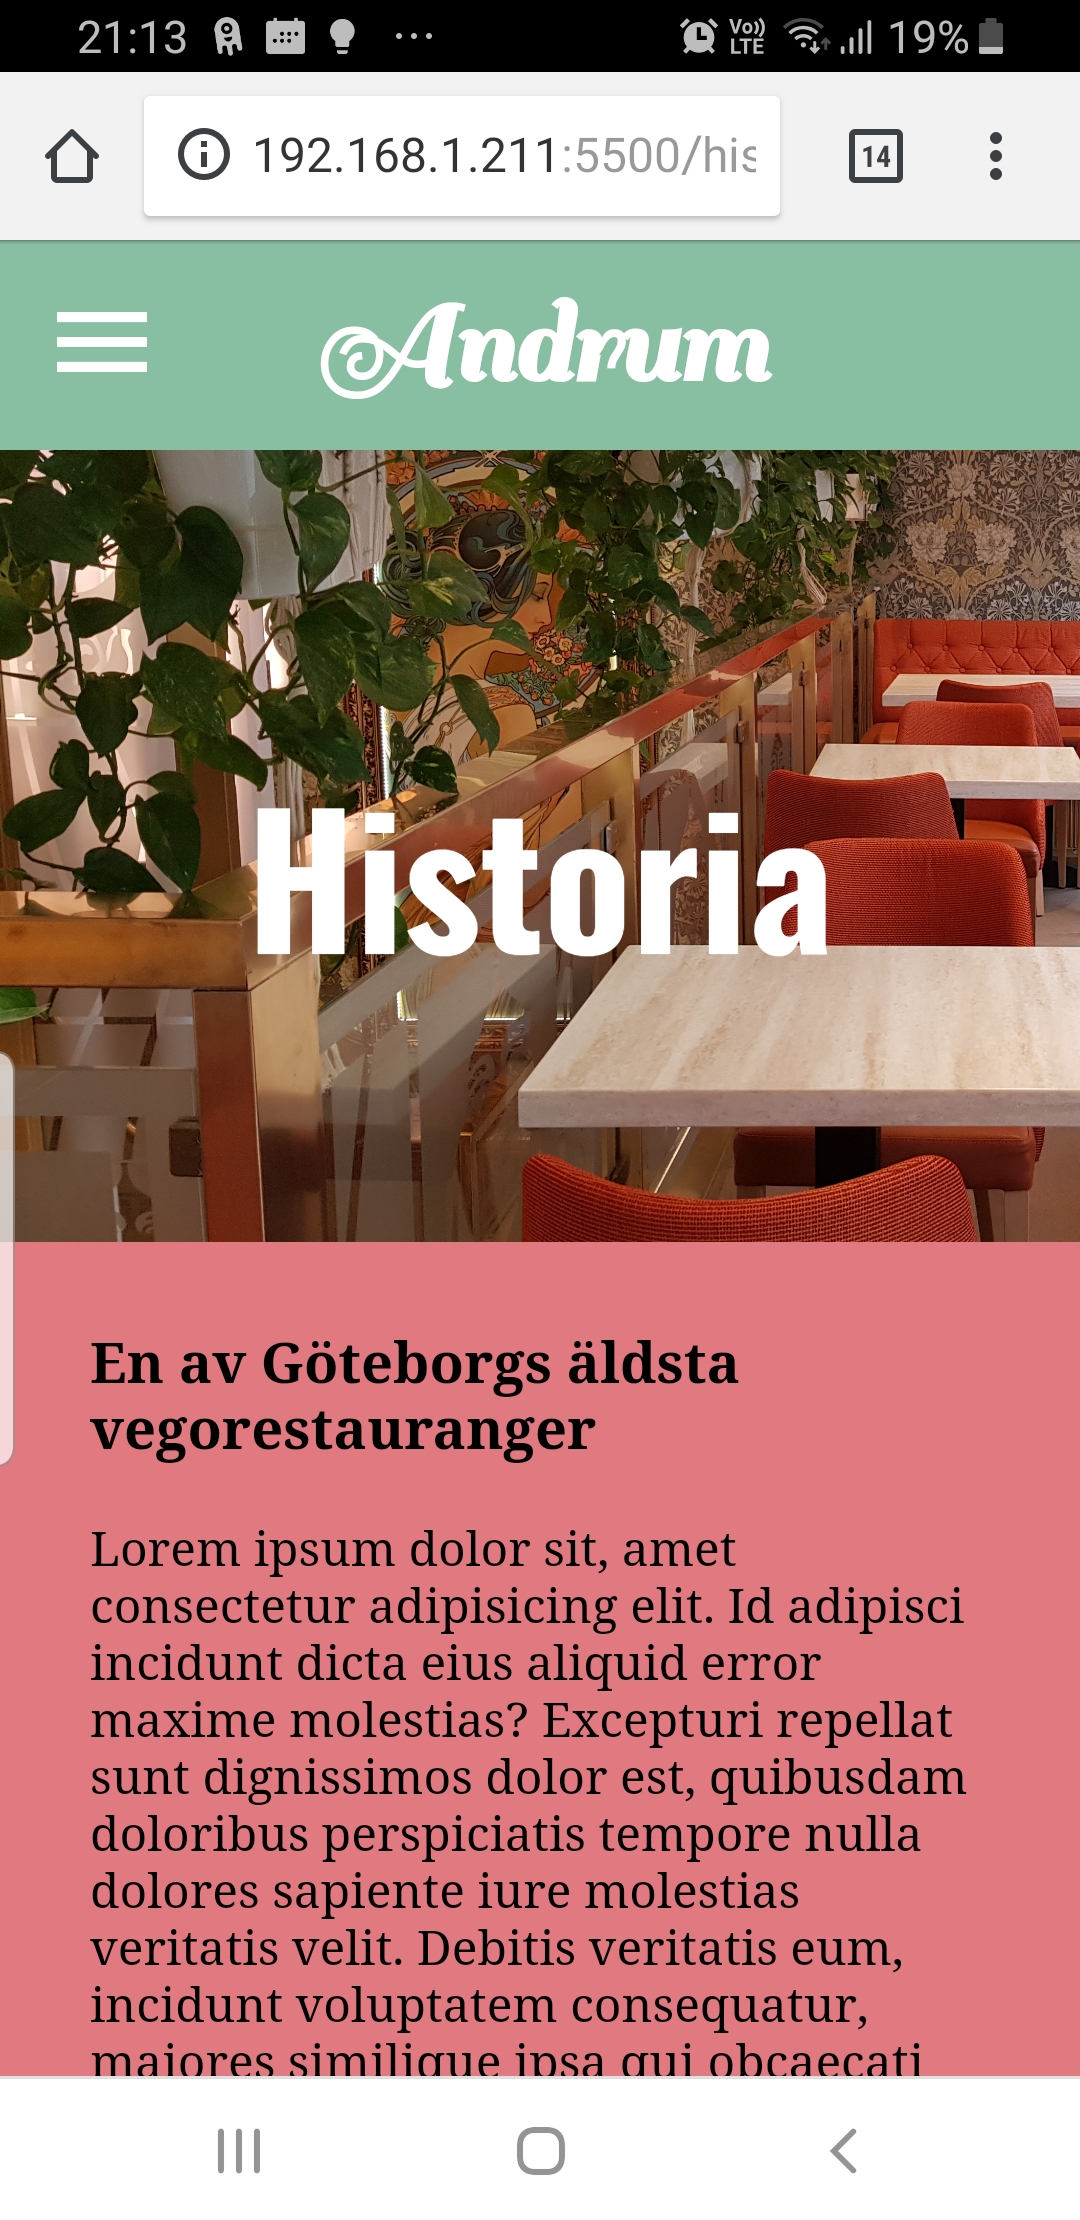 21:13
Vo)) LTE
19%
192.168.1.211:5500/his
14
Andrum
Historia
En av Göteborgs äldsta
vegorestauranger
Lorem ipsum dolor sit, amet
consectetur adipisicing elit. Id adipisci
incidunt dicta eius aliquid error
maxime molestias? Excepturi repellat
sunt dignissimos dolor est, quibusdam
doloribus perspiciatis tempore nulla
dolores sapiente iure molestias
veritatis velit. Debitis veritatis eum,
incidunt voluptatem consequatur,
maiores similique ipsa qui obcaecati